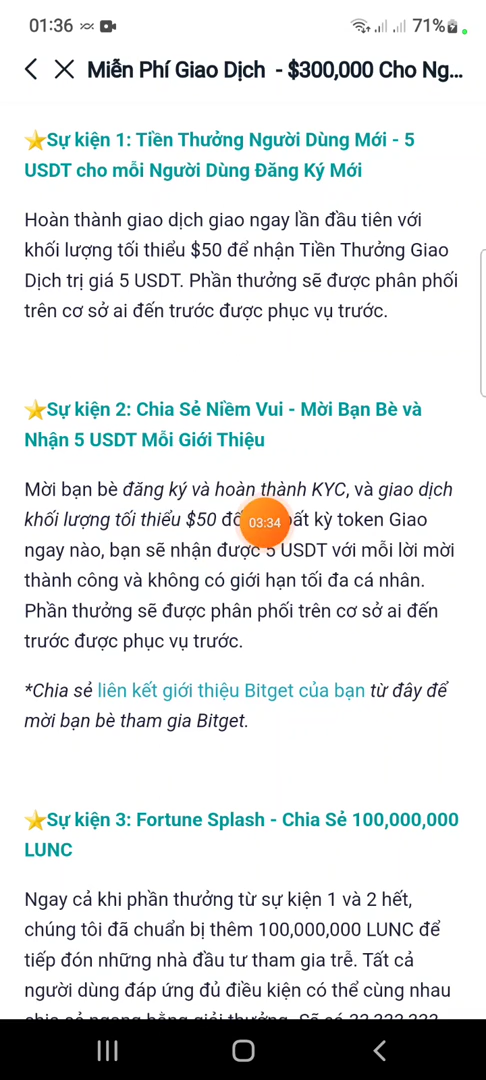 01:36
71%
Miễn Phí Giao Dịch - $300,000 Cho Ng...
Sự kiện 1: Tiền Thưởng Người Dùng Mới - 5
USDT cho mỗi Người Dùng Đăng Ký Mới
Hoàn thành giao dịch giao ngay lần đầu tiên với
khối lượng tối thiểu $50 để nhận Tiền Thưởng Giao
Dịch trị giá 5 USDT. Phần thưởng sẽ được phân phối
trên cơ sở ai đến trước được phục vụ trước.
Sự kiện 2: Chia Sẻ Niềm Vui - Mời Bạn Bè và
Nhận 5 USDT Mỗi Giới Thiệu
Mời bạn bè đăng ký và hoàn thành KYC, và giao dịch
khối lượng tối thiểu $50 03:34 kỳ token Giao
ngay nào, bạn sẽ nhận được 5 USDT với mỗi lời mời
thành công và không có giới hạn tối đa cá nhân.
Phần thưởng sẽ được phân phối trên cơ sở ai đến
trước được phục vụ trước.
*Chia sẻ liên kết giới thiệu Bitget của bạn từ đây để
mời bạn bè tham gia Bitget.
Sự kiện 3: Fortune Splash - Chia Sẻ 100,000,000
LUNC
Ngay cả khi phần thưởng từ sự kiện 1 và 2 hết,
chúng tôi đã chuẩn bị thêm 100,000,000 LUNC để
tiếp đón những nhà đầu tư tham gia trễ. Tất cả
người dùng đáp ứng đủ điều kiện có thể cùng nhau